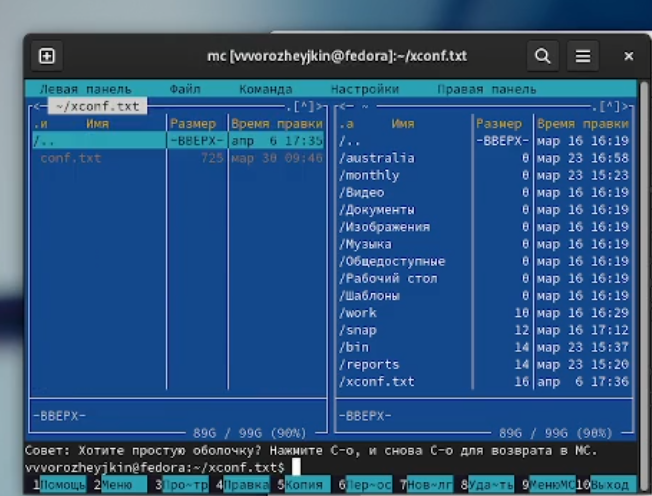 mc [vvvorozheyjkin@fedora]:~/xconf.txt
Левая панель Файл Команда Настройки Правая панель
<— ~/xconf.txt .[^]> <— ~ .[^]>
.и Имя Размер Время правки .а Имя Размер Время правки
/.. -ВВЕРХ- апр 6 17:35 /.. -ВВЕРХ- мар 16 16:19
conf.txt 725 мар 30 09:46 /australia 0 мар 23 16:58
/monthly 0 мар 23 15:23
/Видео 0 мар 16 16:19
/Документы 0 мар 16 16:19
/Изображения 0 мар 16 16:19
/Музыка 0 мар 16 16:19
/Общедоступные 0 мар 16 16:19
/Рабочий стол 0 мар 16 16:19
/Шаблоны 0 мар 16 16:19
/work 10 мар 16 16:29
/snap 12 мар 16 17:12
/bin 14 мар 23 15:37
/reports 14 мар 23 15:20
/xconf.txt 16 апр 6 17:36
-ВВЕРХ- -ВВЕРХ-
89G / 99G (90%) 89G / 99G (90%)
Совет: Хотите простую оболочку? Нажмите C-o, и снова C-o для возврата в MC.
vvvorozheyjkin@fedora:~/xconf.txt$
1Помощь 2Меню 3Про~тр 4Правка 5Копия 6Пер~ос 7Нов~лг 8Уда~ть 9МенюMC 10Выход